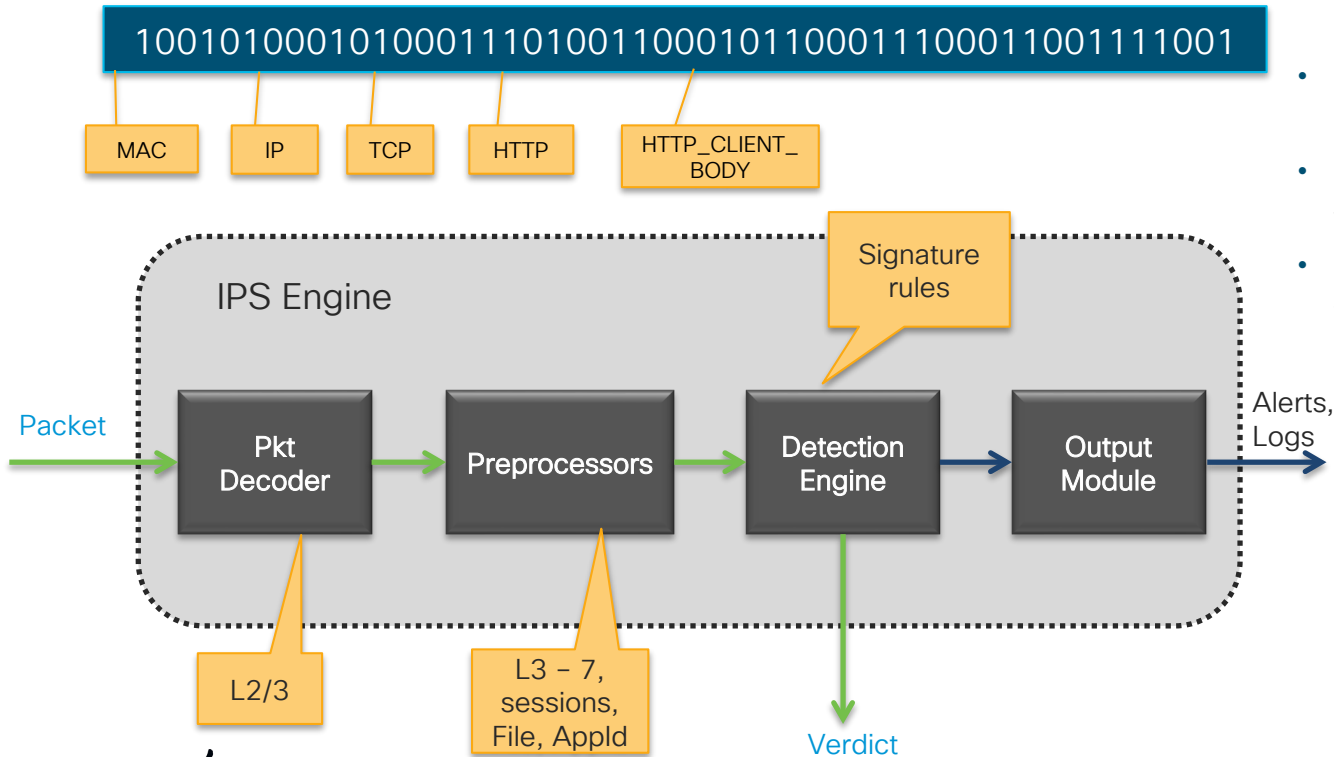 100101000101000111010011000101100011100011001111001
MAC
IP
TCP
HTTP
HTTP_CLIENT_
BODY
Signature
rules
IPS Engine
Packet
Pkt
Decoder
Preprocessors
Detection
Engine
Output
Module
Alerts,
Logs
L2/3
L3 – 7,
sessions,
File, AppId
Verdict